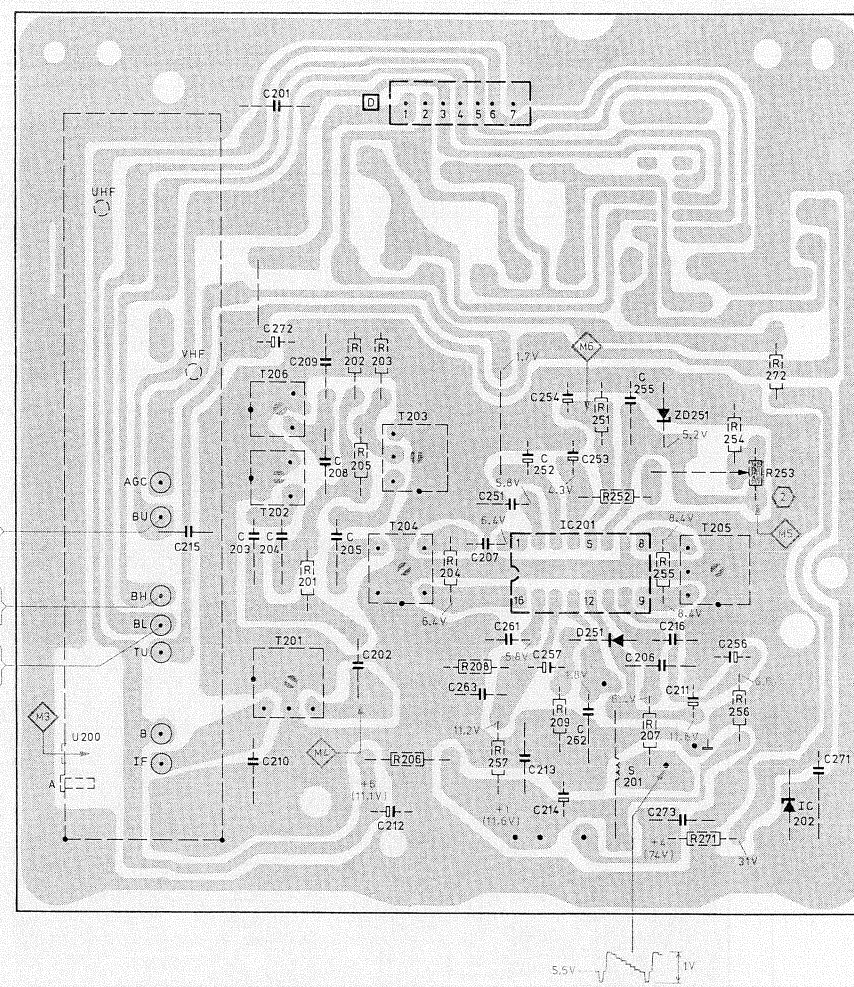 C201
D
1 2 3 4 5 6 7
UHF
VHF
C272
C209
R 202
R 203
1.7V
M6
T206
T203
C254
R 251
C 255
ZD251
5.2V
R 254
R 272
C 208
R 205
C 252
C253
4.3V
R253
2
AGC
BU
T202
C215
C 203
C 204
C 205
T204
5.8V
C251
R252
6.4V
C207
IC201
1 5 8
16 12 9
8.4V
T205
M5
R 201
R 204
R 255
6.4V
8.4V
BH
BL
TU
T201
C202
C261
5.8V
R208
C263
C257
D251
C216
C206
C256
C211
R 256
R 209
C 262
R 207
M3
U200
B
IF
A
M4
C210
R206
+6
(11.1V)
C212
11.2V
R 257
C213
+1
(11.6V)
C214
S 201
11.6V
C271
IC 202
C273
R271
+4
(74V)
31V
5.5V
1V